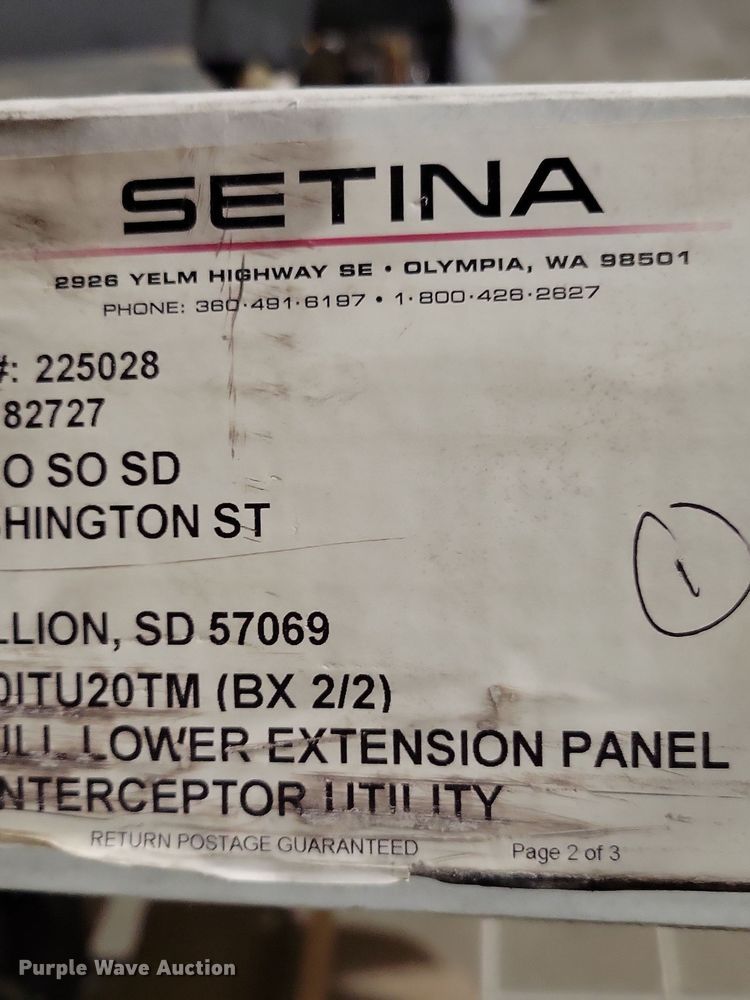 SETINA
2926 YELM HIGHWAY SE • OLYMPIA, WA 98501
PHONE: 360·491·6197 • 1·800·426·2627
#: 225028
82727
O SO SD
HINGTON ST
1
LLION, SD 57069
DITU20TM (BX 2/2)
LOWER EXTENSION PANEL
NTERCEPTOR UTILITY
RETURN POSTAGE GUARANTEED Page 2 of 3
Purple Wave Auction